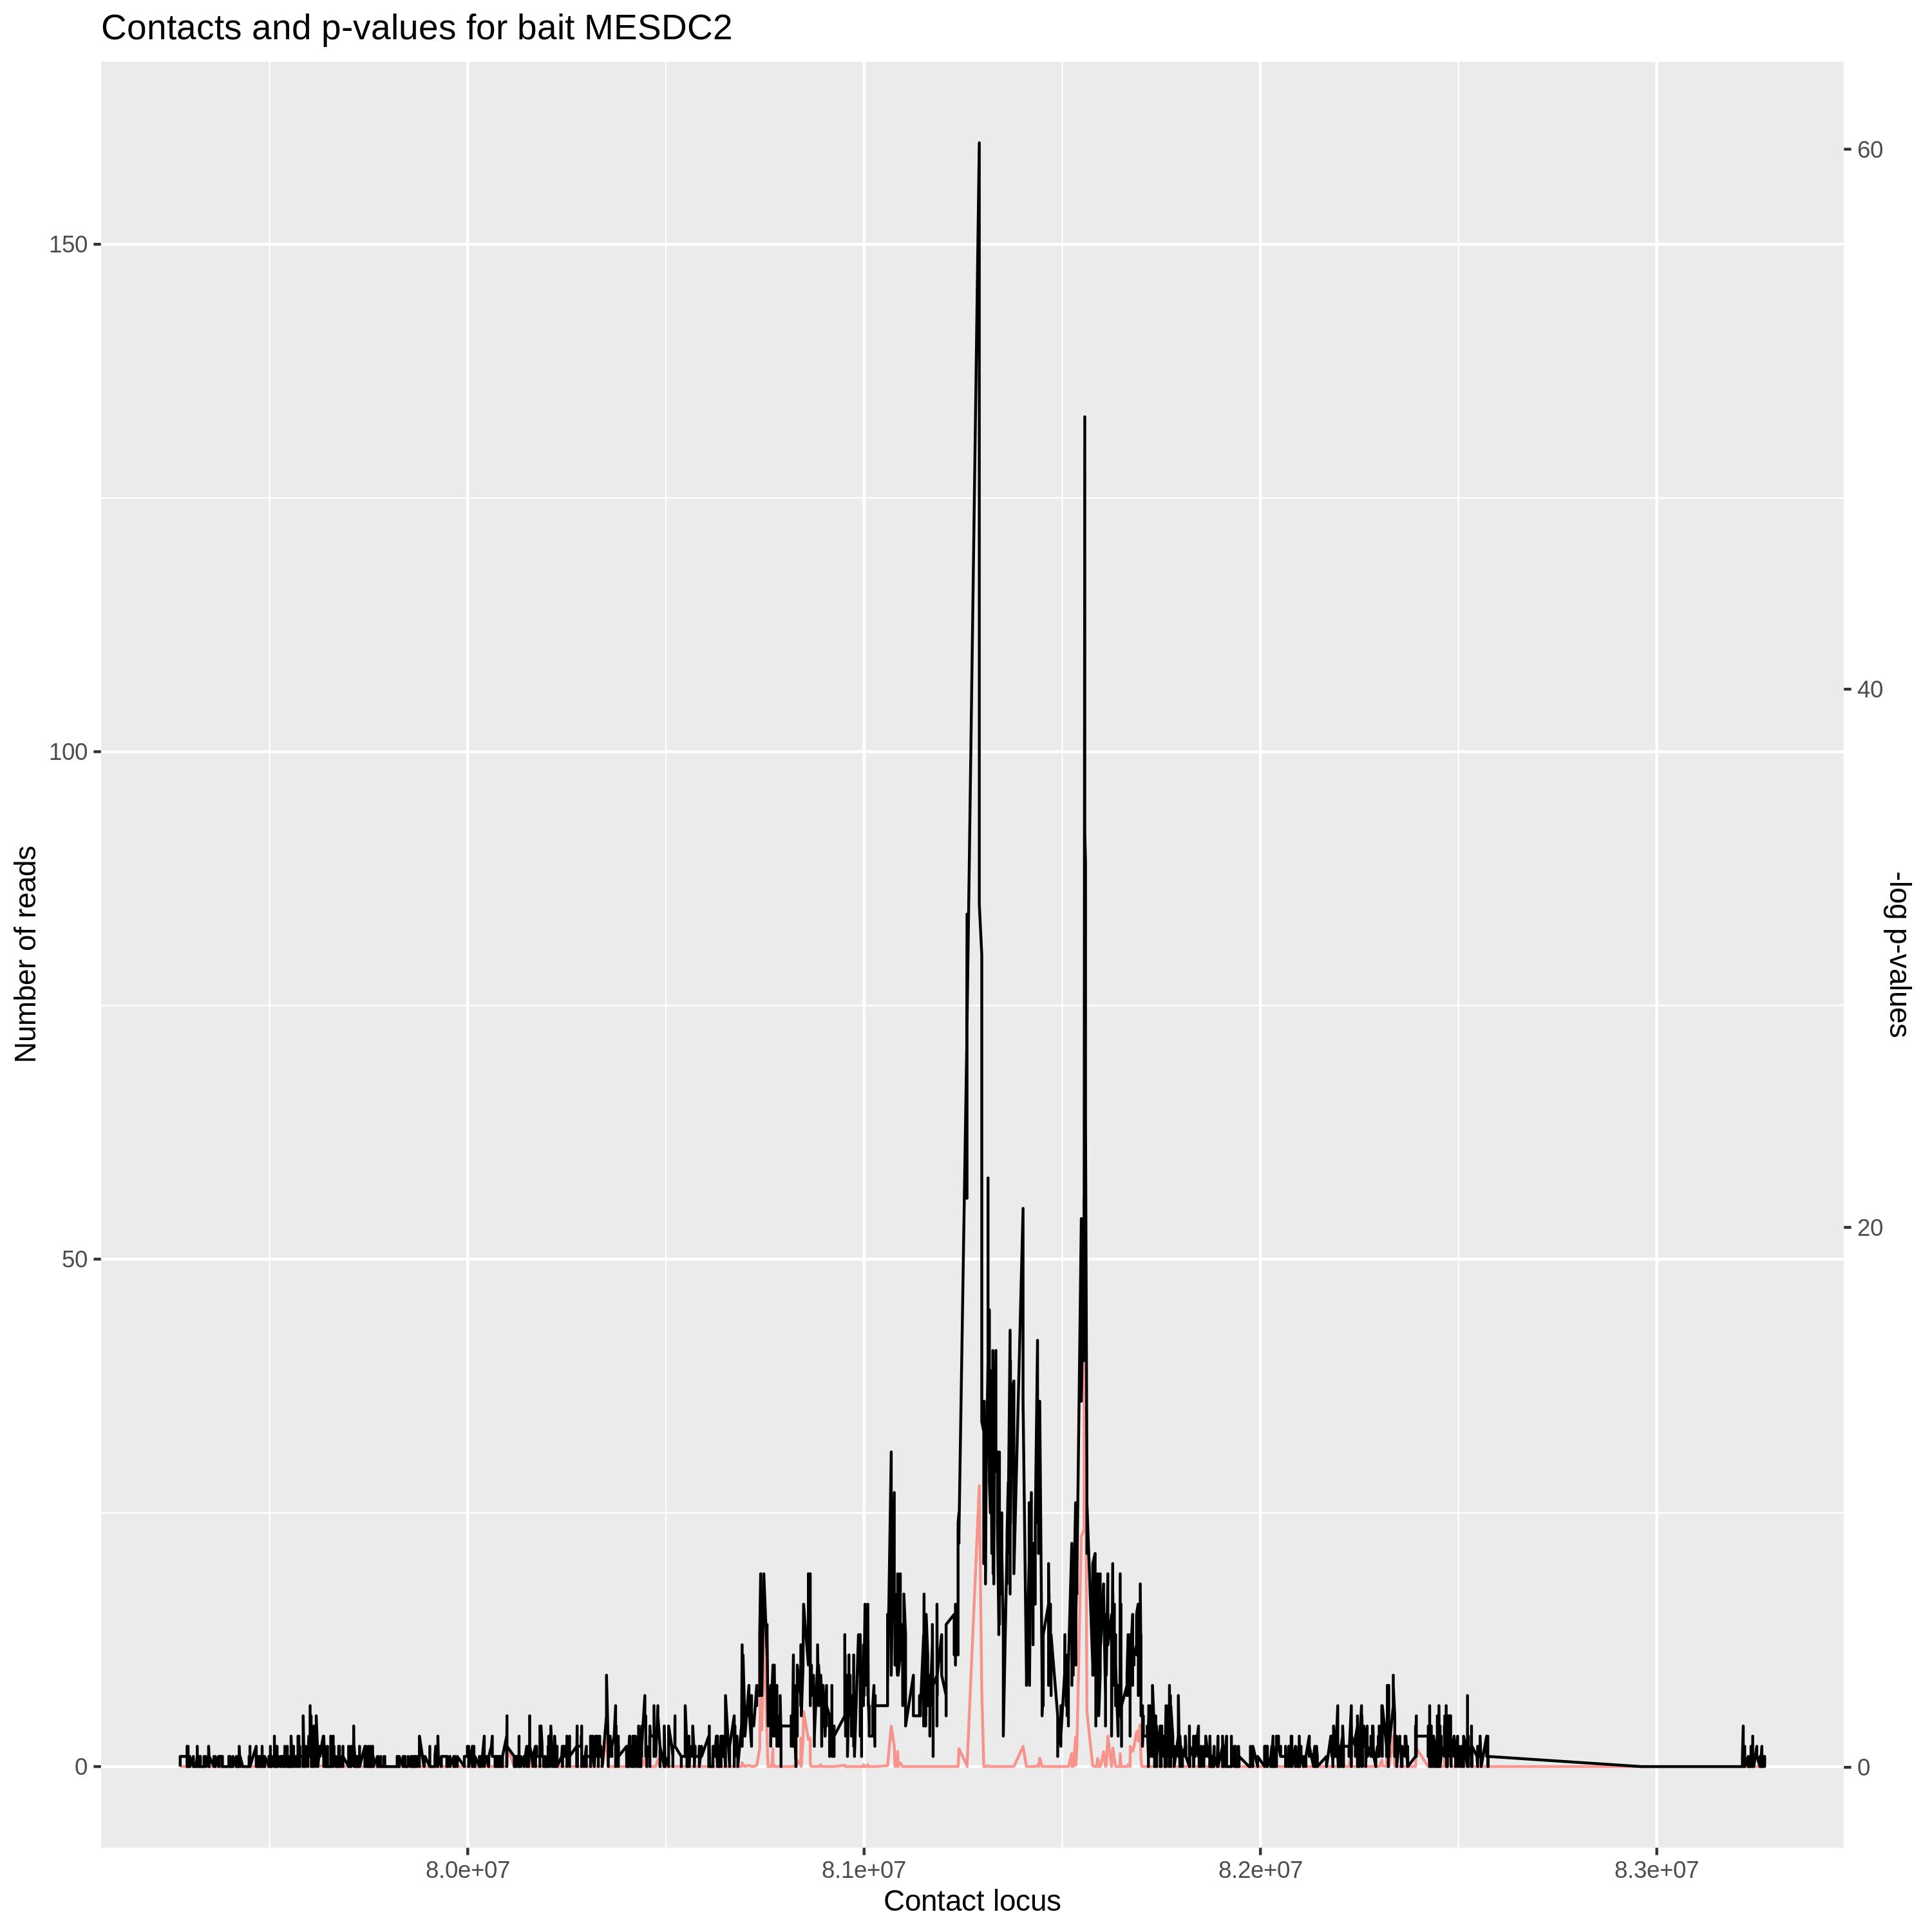 Contacts and p-values for bait MESDC2
150
100
50
0
Number of reads
60
40
20
0
-log p-values
8.0e+07
8.1e+07
8.2e+07
8.3e+07
Contact locus